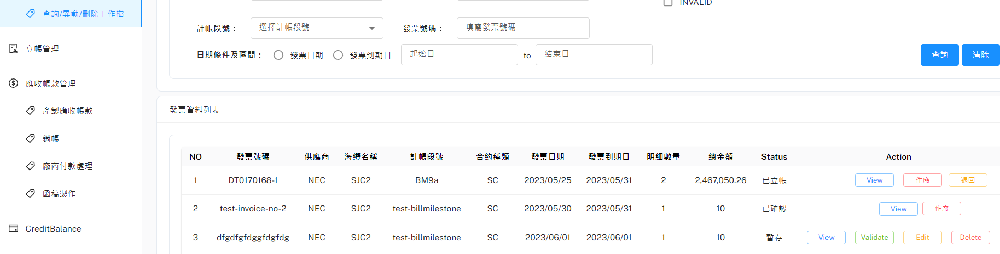 查詢/異動/刪除工作檔
立帳管理
應收帳款管理
產製應收帳款
銷帳
廠商付款處理
函稿製作
CreditBalance
INVALID
計帳段號： 選擇計帳段號 發票號碼： 填寫發票號碼
日期條件及區間： 發票日期 發票到期日 起始日 to 結束日 查詢 清除
發票資料列表
NO 發票號碼 供應商 海纜名稱 計帳段號 合約種類 發票日期 發票到期日 明細數量 總金額 Status Action
1 DT0170168-1 NEC SJC2 BM9a SC 2023/05/25 2023/05/31 2 2,467,050.26 已立帳 View 作廢 退回
2 test-invoice-no-2 NEC SJC2 test-billmilestone SC 2023/05/30 2023/05/31 1 10 已確認 View 作廢
3 dfgdfgfdggfdgfdg NEC SJC2 test-billmilestone SC 2023/06/01 2023/06/01 1 10 暫存 View Validate Edit Delete